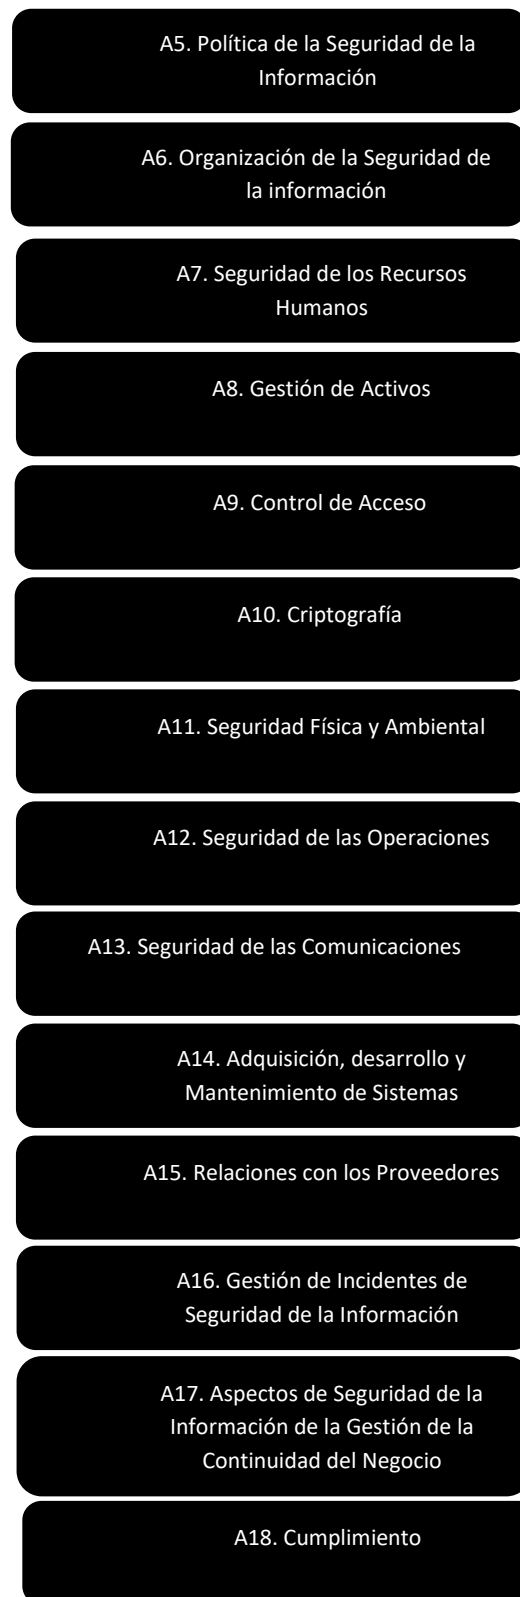 A5. Política de la Seguridad de la
Información
A6. Organización de la Seguridad de
la información
A7. Seguridad de los Recursos
Humanos
A8. Gestión de Activos
A9. Control de Acceso
A10. Criptografía
A11. Seguridad Física y Ambiental
A12. Seguridad de las Operaciones
A13. Seguridad de las Comunicaciones
A14. Adquisición, desarrollo y
Mantenimiento de Sistemas
A15. Relaciones con los Proveedores
A16. Gestión de Incidentes de
Seguridad de la Información
A17. Aspectos de Seguridad de la
Información de la Gestión de la
Continuidad del Negocio
A18. Cumplimiento